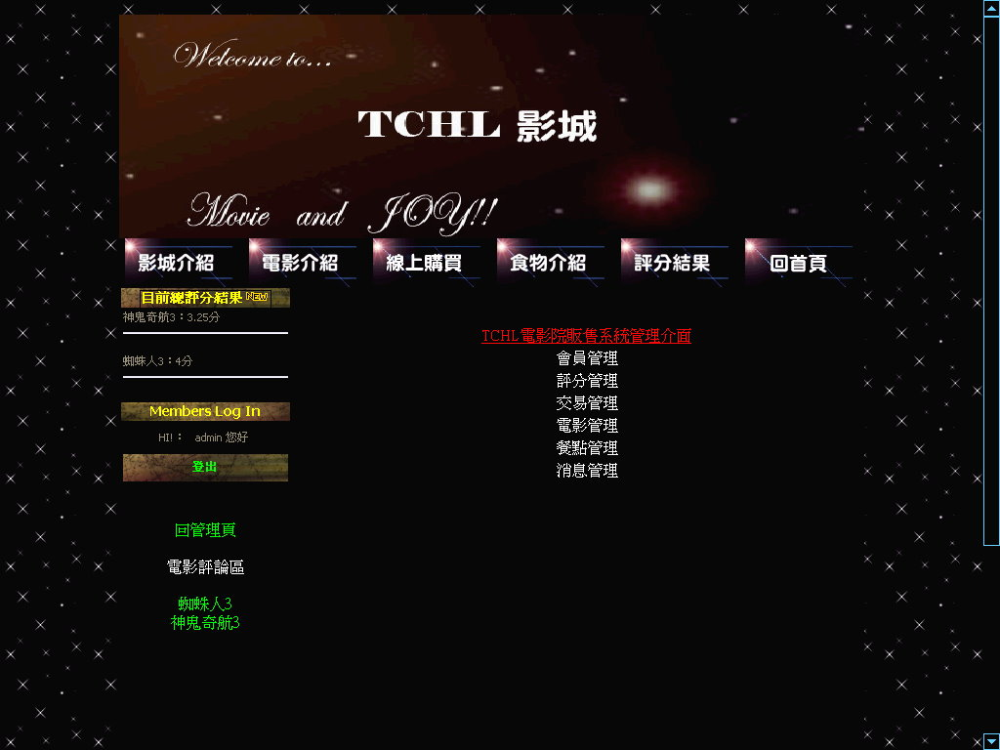 Welcome to...
TCHL 影城
Movie and JOY!!
影城介紹 電影介紹 線上購買 食物介紹 評分結果 回首頁
目前總評分結果 NEW
神鬼奇航3：3.25分
蜘蛛人3：4分
Members Log In
HI!： admin 您好
登出
回管理頁
電影評論區
蜘蛛人3
神鬼奇航3
TCHL電影院販售系統管理介面
會員管理
評分管理
交易管理
電影管理
餐點管理
消息管理